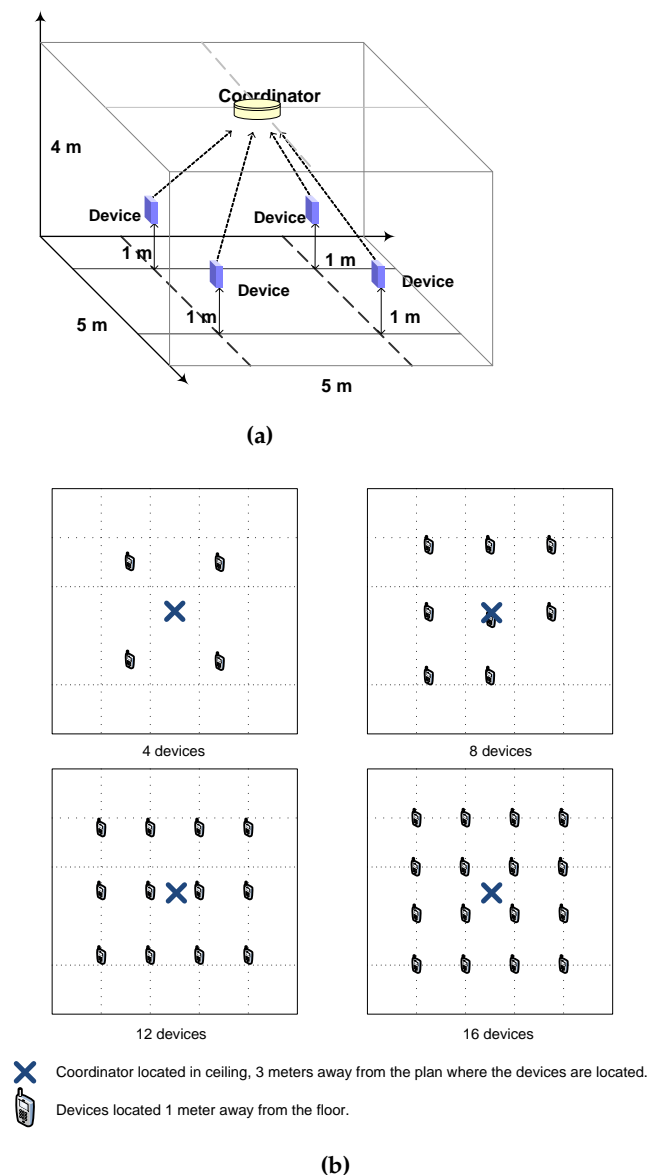 Coordinator
4 m
Device
Device
1 m
1 m
Device
Device
1 m
1 m
5 m
5 m
(a)
4 devices
8 devices
12 devices
16 devices
Coordinator located in ceiling, 3 meters away from the plan where the devices are located.
Devices located 1 meter away from the floor.
(b)